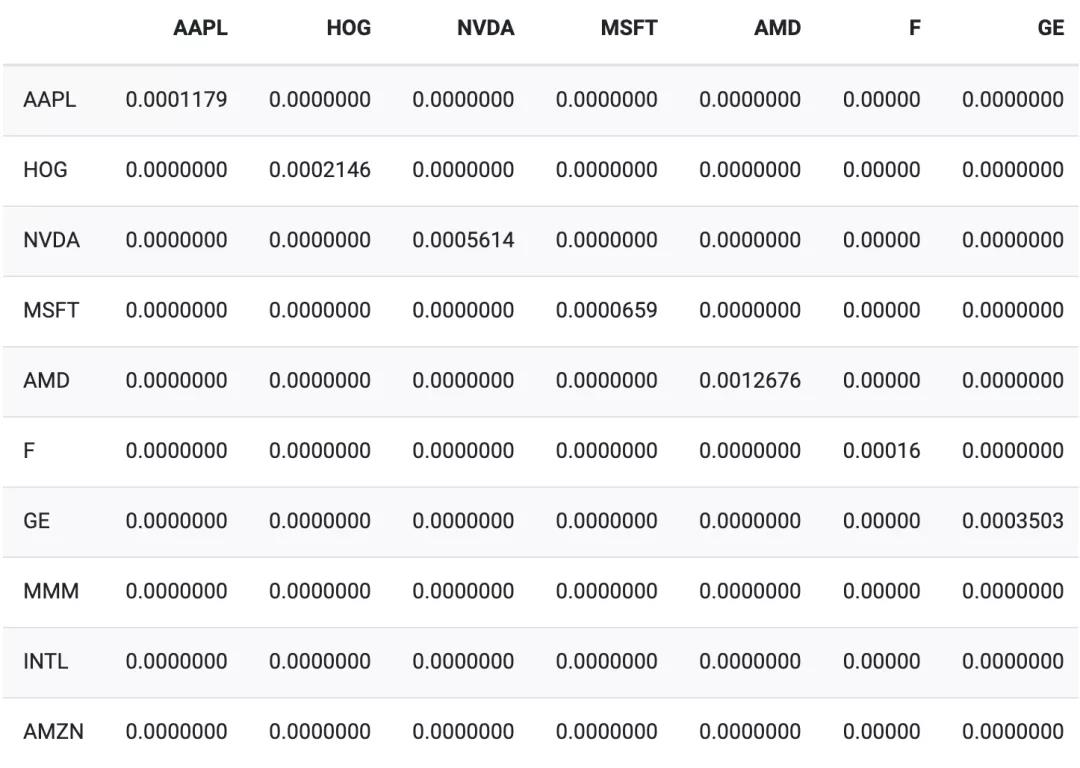 AAPL HOG NVDA MSFT AMD F GE
AAPL 0.0001179 0.0000000 0.0000000 0.0000000 0.0000000 0.00000 0.0000000
HOG 0.0000000 0.0002146 0.0000000 0.0000000 0.0000000 0.00000 0.0000000
NVDA 0.0000000 0.0000000 0.0005614 0.0000000 0.0000000 0.00000 0.0000000
MSFT 0.0000000 0.0000000 0.0000000 0.0000659 0.0000000 0.00000 0.0000000
AMD 0.0000000 0.0000000 0.0000000 0.0000000 0.0012676 0.00000 0.0000000
F 0.0000000 0.0000000 0.0000000 0.0000000 0.0000000 0.00016 0.0000000
GE 0.0000000 0.0000000 0.0000000 0.0000000 0.0000000 0.00000 0.0003503
MMM 0.0000000 0.0000000 0.0000000 0.0000000 0.0000000 0.00000 0.0000000
INTL 0.0000000 0.0000000 0.0000000 0.0000000 0.0000000 0.00000 0.0000000
AMZN 0.0000000 0.0000000 0.0000000 0.0000000 0.0000000 0.00000 0.0000000